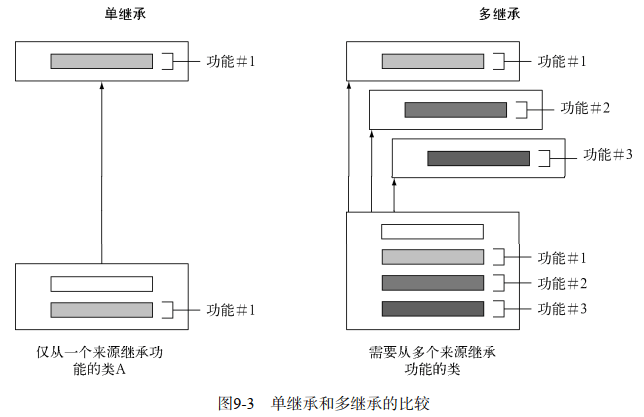 单继承
多继承
功能＃1
功能＃1
功能＃2
功能＃3
功能＃1
功能＃2
功能＃3
功能＃1
仅从一个来源继承功
能的类A
需要从多个来源继承
功能的类
图9-3 单继承和多继承的比较